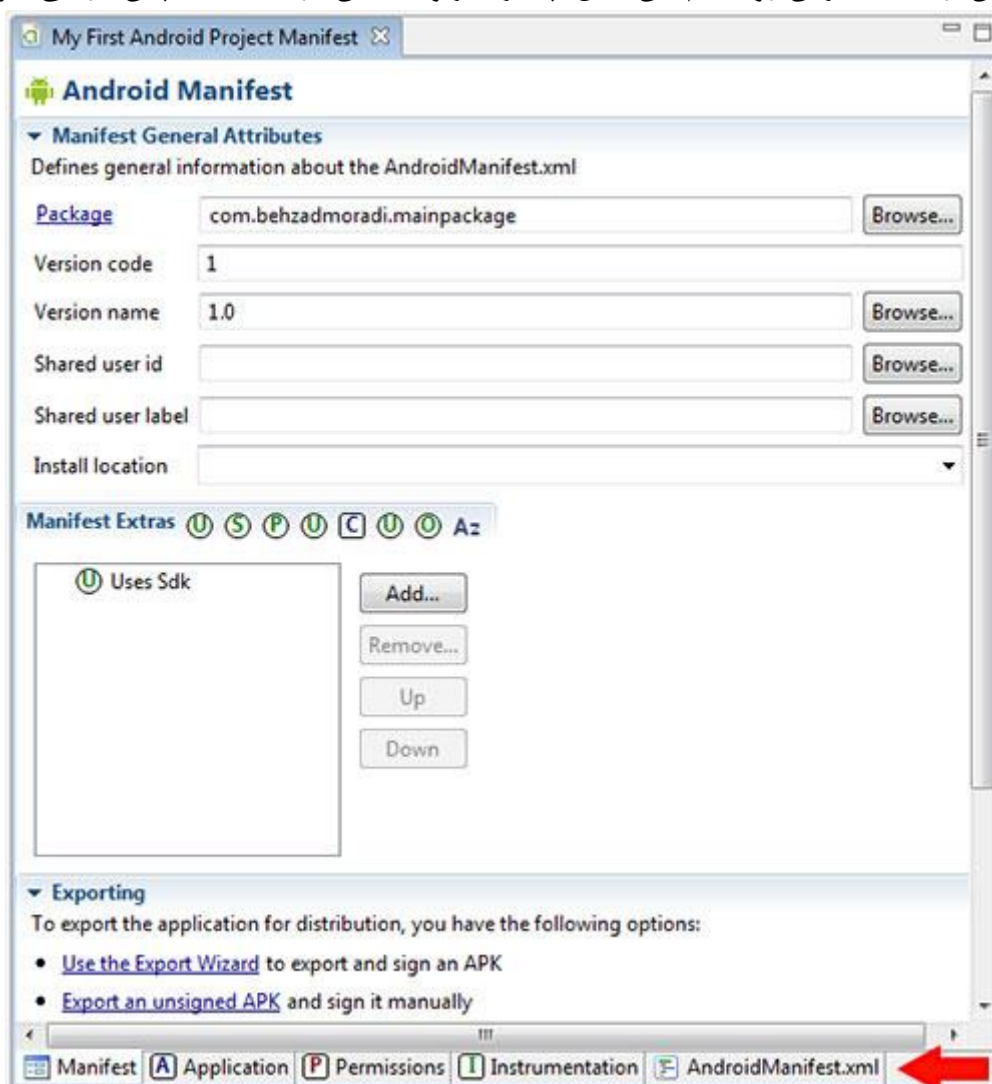 My First Android Project Manifest
Android Manifest
Manifest General Attributes
Defines general information about the AndroidManifest.xml
Package com.behzadmoradi.mainpackage Browse...
Version code 1
Version name 1.0 Browse...
Shared user id Browse...
Shared user label Browse...
Install location
Manifest Extras U S P U C U O Az
U Uses Sdk
Add...
Remove...
Up
Down
Exporting
To export the application for distribution, you have the following options:
• Use the Export Wizard to export and sign an APK
• Export an unsigned APK and sign it manually
Manifest A Application P Permissions I Instrumentation F AndroidManifest.xml